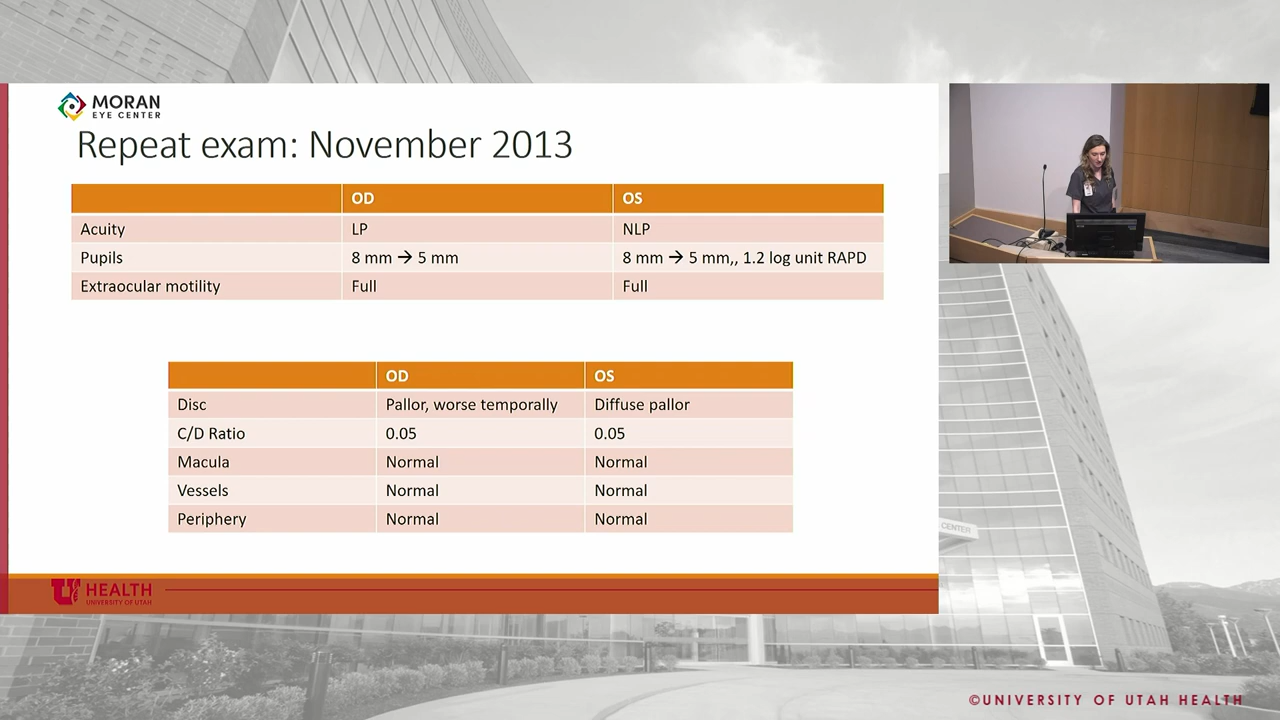 MORAN
EYE CENTER
Repeat exam: November 2013
OD OS
Acuity LP NLP
Pupils 8 mm → 5 mm 8 mm → 5 mm,, 1.2 log unit RAPD
Extraocular motility Full Full
OD OS
Disc Pallor, worse temporally Diffuse pallor
C/D Ratio 0.05 0.05
Macula Normal Normal
Vessels Normal Normal
Periphery Normal Normal
U HEALTH
UNIVERSITY OF UTAH
CENTER
©UNIVERSITY OF UTAH HEALTH